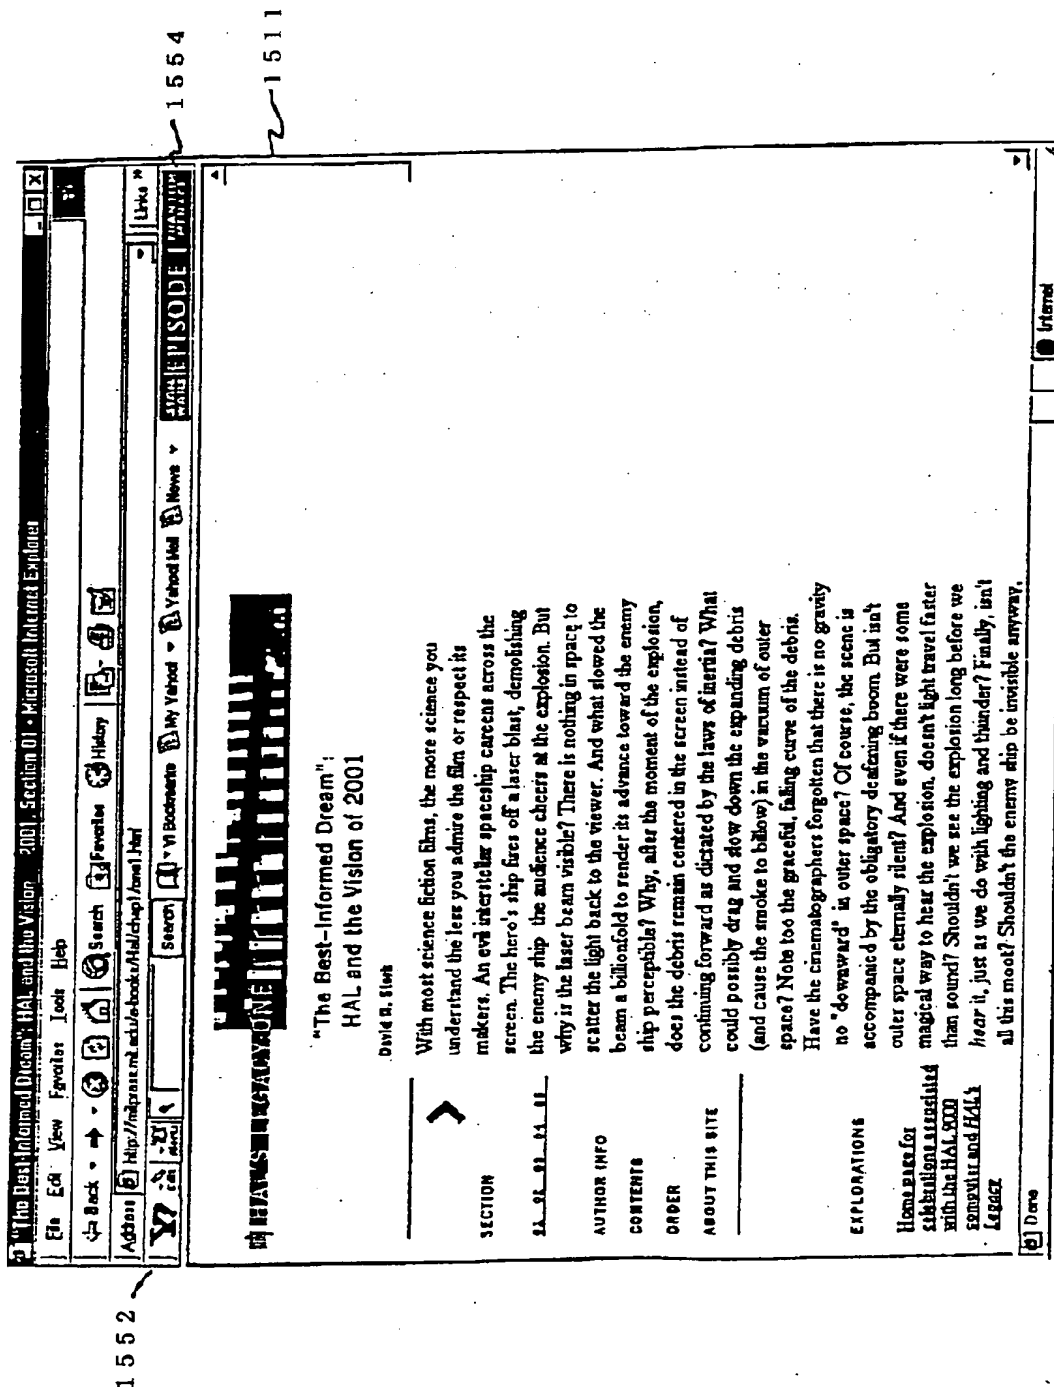 "The Best Informed Dream": HAL and the Vision 2001, Section 01 - Microsoft Internet Explorer
File Edit View Favorites Tools Help
Back Search Favorites History
Address http://mitpress.mit.edu/e-books/Hal/chap1/one1.html Links »
Y? Search Y! Bookmarks My Yahoo! Yahoo! Mail News EPISODE
1552
1554
1511
HAL'S LEGACY ONE
"The Best-Informed Dream":
HAL and the Vision of 2001
David G. Stork
SECTION
AUTHOR INFO
CONTENTS
ORDER
ABOUT THIS SITE
EXPLORATIONS
Home page for
celebrations associated
with the HAL 9000
computer and HAL's
Legacy
With most science fiction films, the more science you
understand the less you admire the film or respect its
makers. An evil interstellar spaceship careens across the
screen. The hero's ship fires off a laser blast, demolishing
the enemy ship the audience cheers at the explosion. But
why is the laser beam visible? There is nothing in space to
scatter the light back to the viewer. And what slowed the
beam a billionfold to render its advance toward the enemy
ship perceptible? Why, after the moment of the explosion,
does the debris remain centered in the screen instead of
continuing forward as dictated by the laws of inertia? What
could possibly drag and slow down the expanding debris
(and cause the smoke to billow) in the vacuum of outer
space? Note too the graceful, falling curve of the debris.
Have the cinematographers forgotten that there is no gravity
no "downward" in outer space? Of course, the scene is
accompanied by the obligatory deafening boom. But isn't
outer space eternally silent? And even if there were some
magical way to hear the explosion, doesn't light travel faster
than sound? Shouldn't we see the explosion long before we
hear it, just as we do with lighting and thunder? Finally, isn't
all this moot? Shouldn't the enemy ship be invisible anyway,
Done Internet